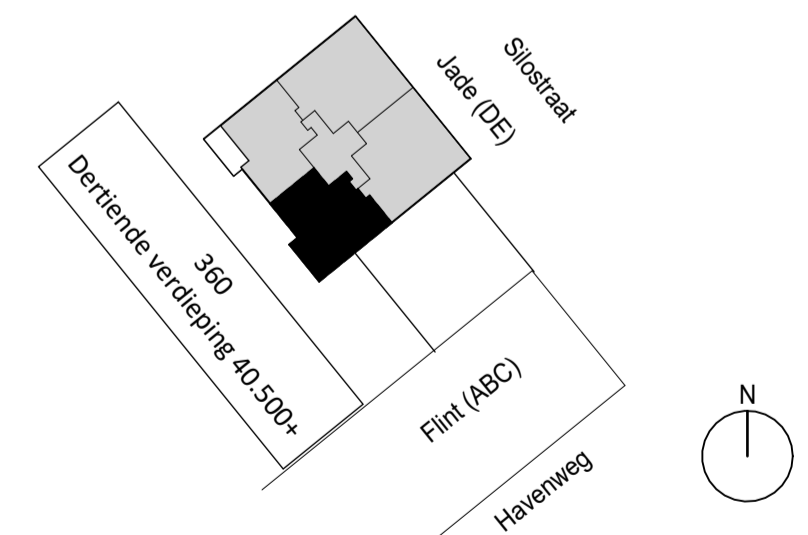 Silostraat
Jade (DE)
360
Dertiende verdieping 40.500+
Flint (ABC)
N
Havenweg